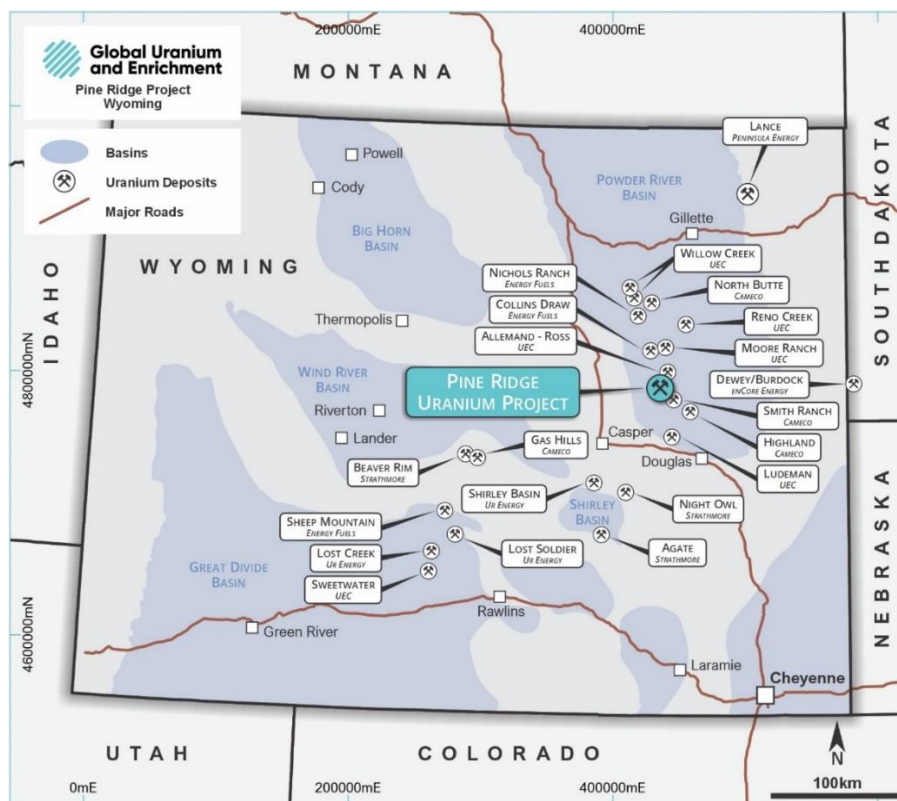 200000mE
400000mE
Global Uranium
and Enrichment
Pine Ridge Project
Wyoming
Basins
Uranium Deposits
Major Roads
MONTANA
SOUTH DAKOTA
IDAHO
WYOMING
NEBRASKA
UTAH
COLORADO
4800000mN
4600000mN
Powell
Cody
BIG HORN
BASIN
POWDER RIVER
BASIN
Gillette
LANCE
PENINSULA ENERGY
WILLOW CREEK
UEC
NICHOLS RANCH
ENERGY FUELS
NORTH BUTTE
CAMECO
COLLINS DRAW
ENERGY FUELS
RENO CREEK
UEC
Thermopolis
ALLEMAND - ROSS
UEC
MOORE RANCH
UEC
WIND RIVER
BASIN
PINE RIDGE
URANIUM PROJECT
DEWEY/BURDOCK
ENCORE ENERGY
Riverton
SMITH RANCH
CAMECO
Lander
Casper
HIGHLAND
CAMECO
GAS HILLS
CAMECO
Douglas
BEAVER RIM
STRATHMORE
LUDEMAN
UEC
SHIRLEY BASIN
UR ENERGY
NIGHT OWL
STRATHMORE
SHIRLEY
BASIN
SHEEP MOUNTAIN
ENERGY FUELS
LOST CREEK
UR ENERGY
LOST SOLDIER
UR ENERGY
AGATE
STRATHMORE
GREAT DIVIDE
BASIN
SWEETWATER
UEC
Rawlins
Green River
Laramie
Cheyenne
N
100km
0mE
200000mE
400000mE